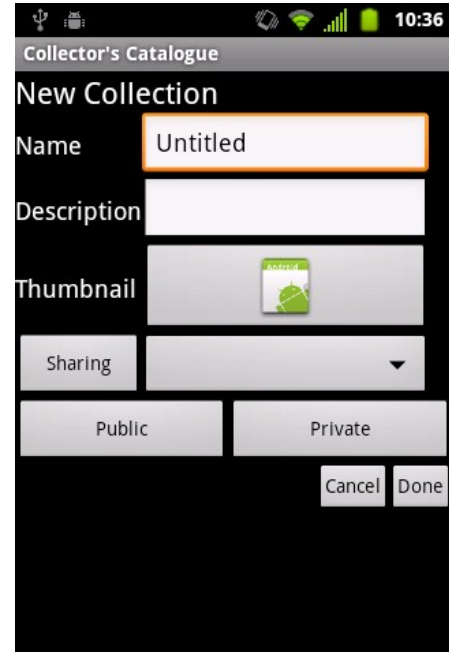 10:36
Collector's Catalogue
New Collection
Name Untitled
Description
Thumbnail Android
Sharing
Public Private
Cancel Done